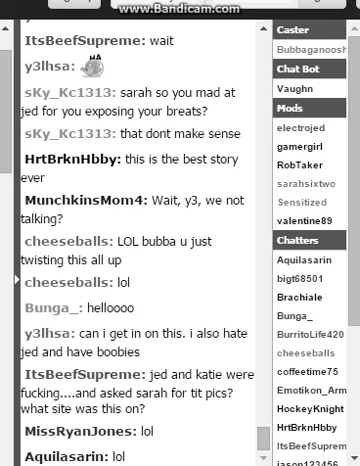 www.Bandicam.com
ItsBeefSupreme: wait
y3lhsa: HA
sKy_Kc1313: sarah so you mad at
jed for you exposing your breats?
sKy_Kc1313: that dont make sense
HrtBrknHbby: this is the best story
ever
MunchkinsMom4: Wait, y3, we not
talking?
cheeseballs: LOL bubba u just
twisting this all up
cheeseballs: lol
Bunga_: helloooo
y3lhsa: can i get in on this. i also hate
jed and have boobies
ItsBeefSupreme: jed and katie were
fucking....and asked sarah for tit pics?
what site was this on?
MissRyanJones: lol
Aquilasarin: lol
Caster
Bubbaganoosh
Chat Bot
Vaughn
Mods
electrojed
gamergirl
RobTaker
sarahsixtwo
Sensitized
valentine89
Chatters
Aquilasarin
bigt68501
Brachiale
Bunga_
BurritoLife420
cheeseballs
coffeetime75
Emotikon_Arm
HockeyKnight
HrtBrknHbby
ItsBeefSuprem
jason123456